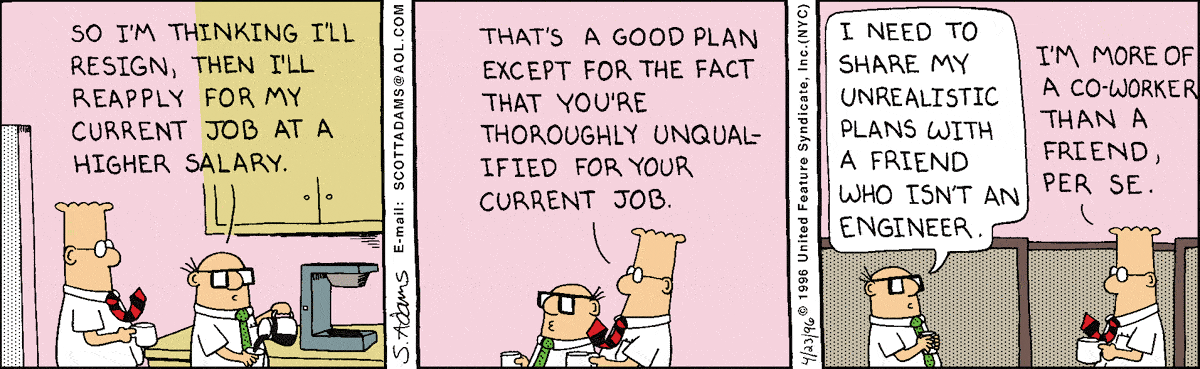 SO I'M THINKING I'LL
RESIGN, THEN I'LL
REAPPLY FOR MY
CURRENT JOB AT A
HIGHER SALARY.
S. Adams E-mail: SCOTTADAMS@AOL.COM
THAT'S A GOOD PLAN
EXCEPT FOR THE FACT
THAT YOU'RE
THOROUGHLY UNQUAL-
IFIED FOR YOUR
CURRENT JOB.
4/23/96 © 1996 United Feature Syndicate, Inc.(NYC)
I NEED TO
SHARE MY
UNREALISTIC
PLANS WITH
A FRIEND
WHO ISN'T AN
ENGINEER.
I'M MORE OF
A CO-WORKER
THAN A
FRIEND,
PER SE.